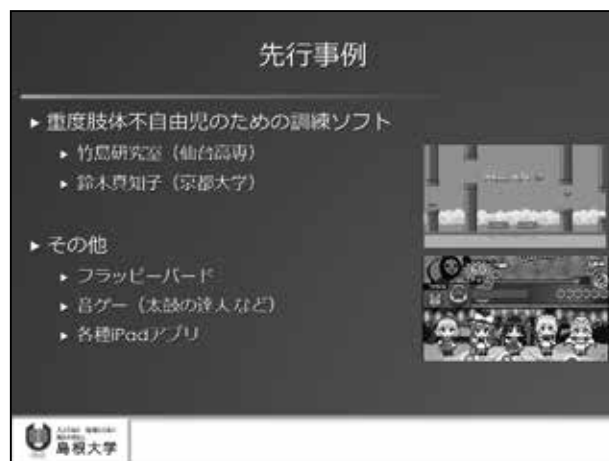 先行事例
▸ 重度肢体不自由児のための訓練ソフト
▸ 竹島研究室（仙台高専）
▸ 鈴木真知子（京都大学）
▸ その他
▸ フラッピーバード
▸ 音ゲー（太鼓の達人など）
▸ 各種iPadアプリ
島根大学